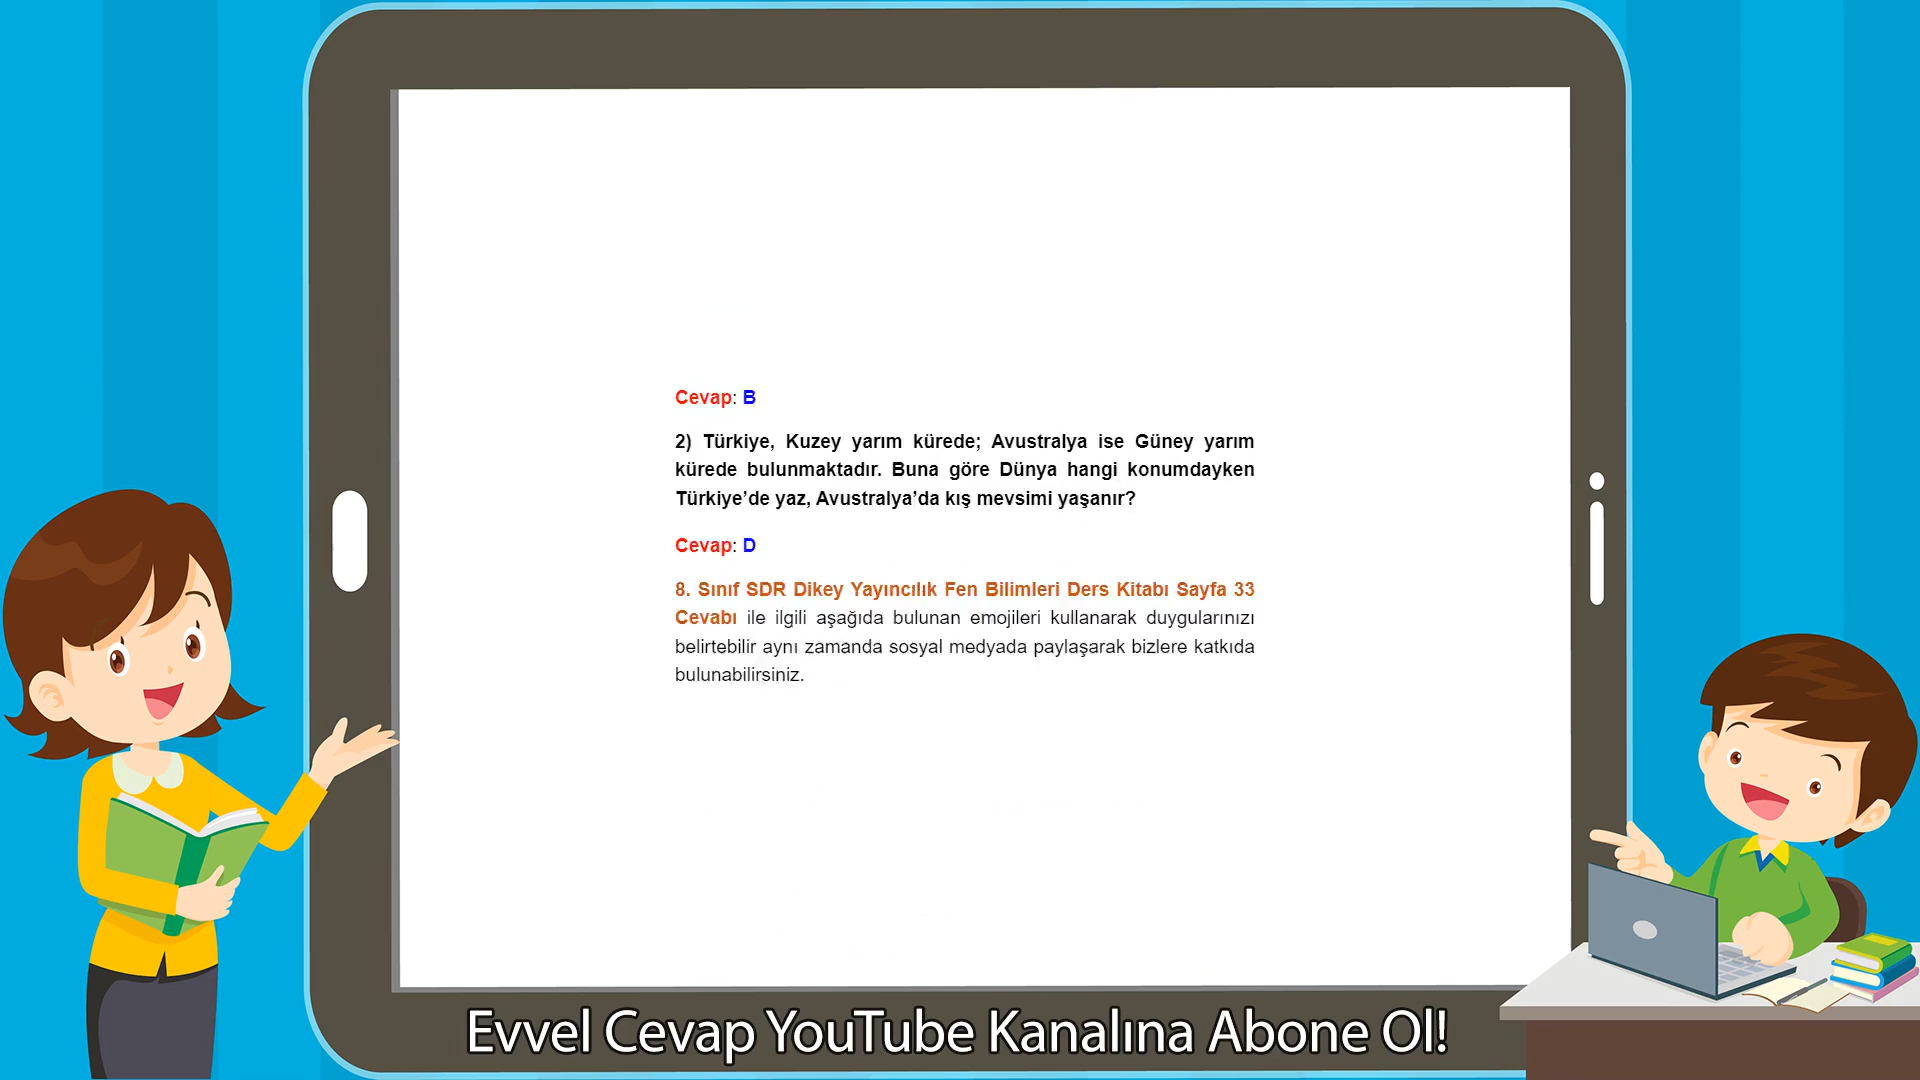 Cevap: B
2) Türkiye, Kuzey yarım kürede; Avustralya ise Güney yarım
kürede bulunmaktadır. Buna göre Dünya hangi konumdayken
Türkiye’de yaz, Avustralya’da kış mevsimi yaşanır?
Cevap: D
8. Sınıf SDR Dikey Yayıncılık Fen Bilimleri Ders Kitabı Sayfa 33
Cevabı ile ilgili aşağıda bulunan emojileri kullanarak duygularınızı
belirtebilir aynı zamanda sosyal medyada paylaşarak bizlere katkıda
bulunabilirsiniz.
Evvel Cevap YouTube Kanalına Abone Ol!